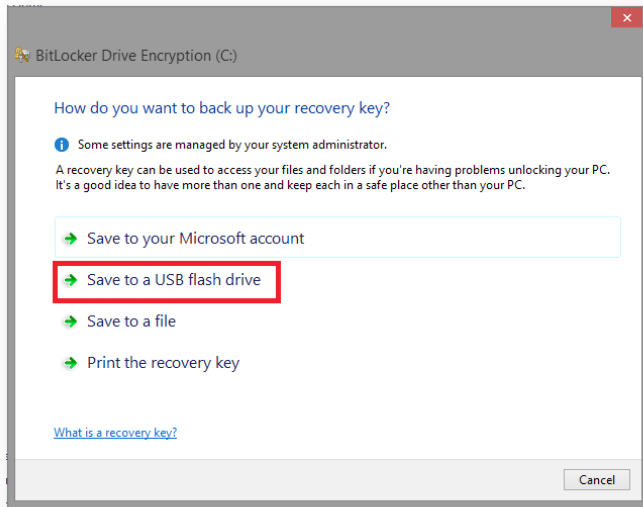 BitLocker Drive Encryption (C:)
How do you want to back up your recovery key?
Some settings are managed by your system administrator.
A recovery key can be used to access your files and folders if you're having problems unlocking your PC.
It's a good idea to have more than one and keep each in a safe place other than your PC.
Save to your Microsoft account
Save to a USB flash drive
Save to a file
Print the recovery key
What is a recovery key?
Cancel